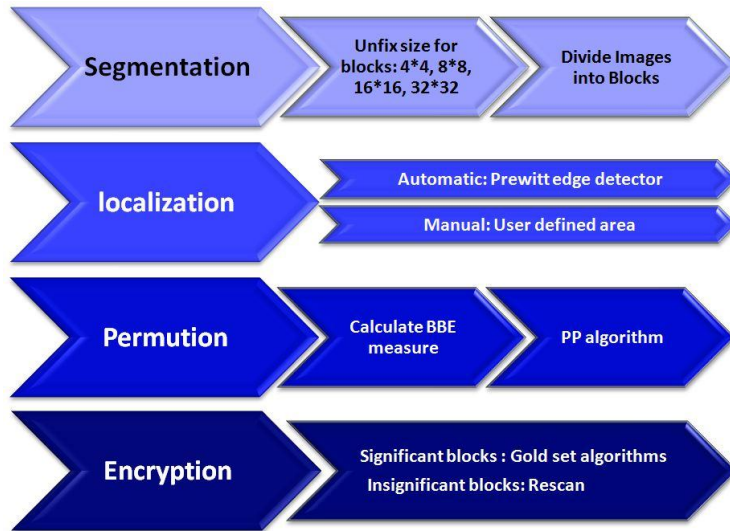 Segmentation
Unfix size for
blocks: 4*4, 8*8,
16*16, 32*32
Divide Images
into Blocks
localization
Automatic: Prewitt edge detector
Manual: User defined area
Permution
Calculate BBE
measure
PP algorithm
Encryption
Significant blocks : Gold set algorithms
Insignificant blocks: Rescan